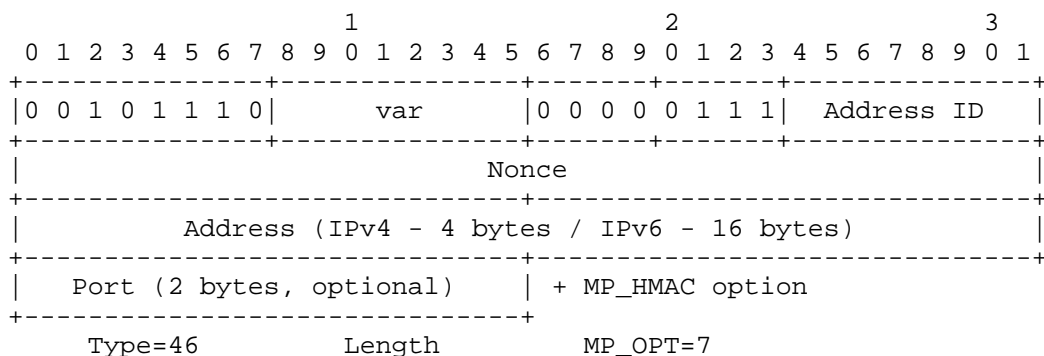 1                   2                   3
 0 1 2 3 4 5 6 7 8 9 0 1 2 3 4 5 6 7 8 9 0 1 2 3 4 5 6 7 8 9 0 1
+---------------+---------------+-------+-------+---------------+
|0 0 1 0 1 1 1 0|      var      |0 0 0 0 0 1 1 1|  Address ID   |
+---------------+---------------+-------+-------+---------------+
|                             Nonce                             |
+-------------------------------+-------------------------------+
|          Address (IPv4 - 4 bytes / IPv6 - 16 bytes)           |
+-------------------------------+-------------------------------+
|   Port (2 bytes, optional)    | + MP_HMAC option
+-------------------------------+
     Type=46         Length         MP_OPT=7